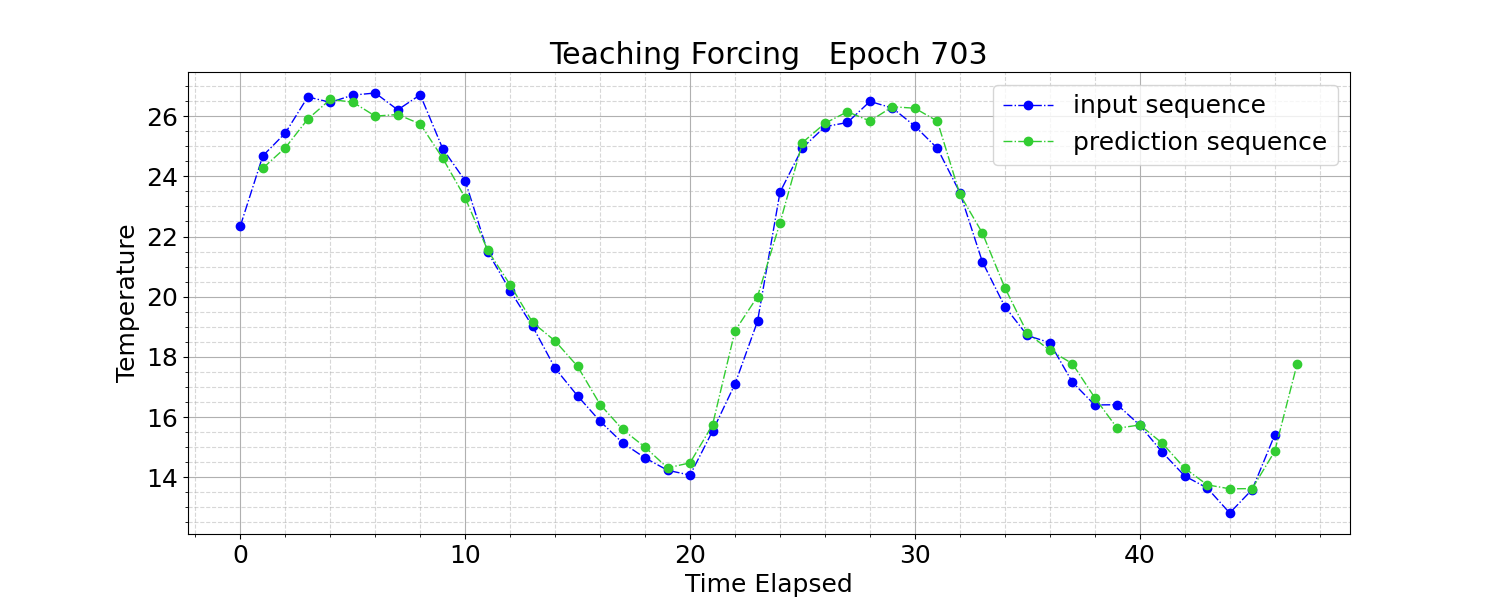 Teaching Forcing   Epoch 703
input sequence
prediction sequence
26
24
22
20
18
16
14
Temperature
0 10 20 30 40
Time Elapsed